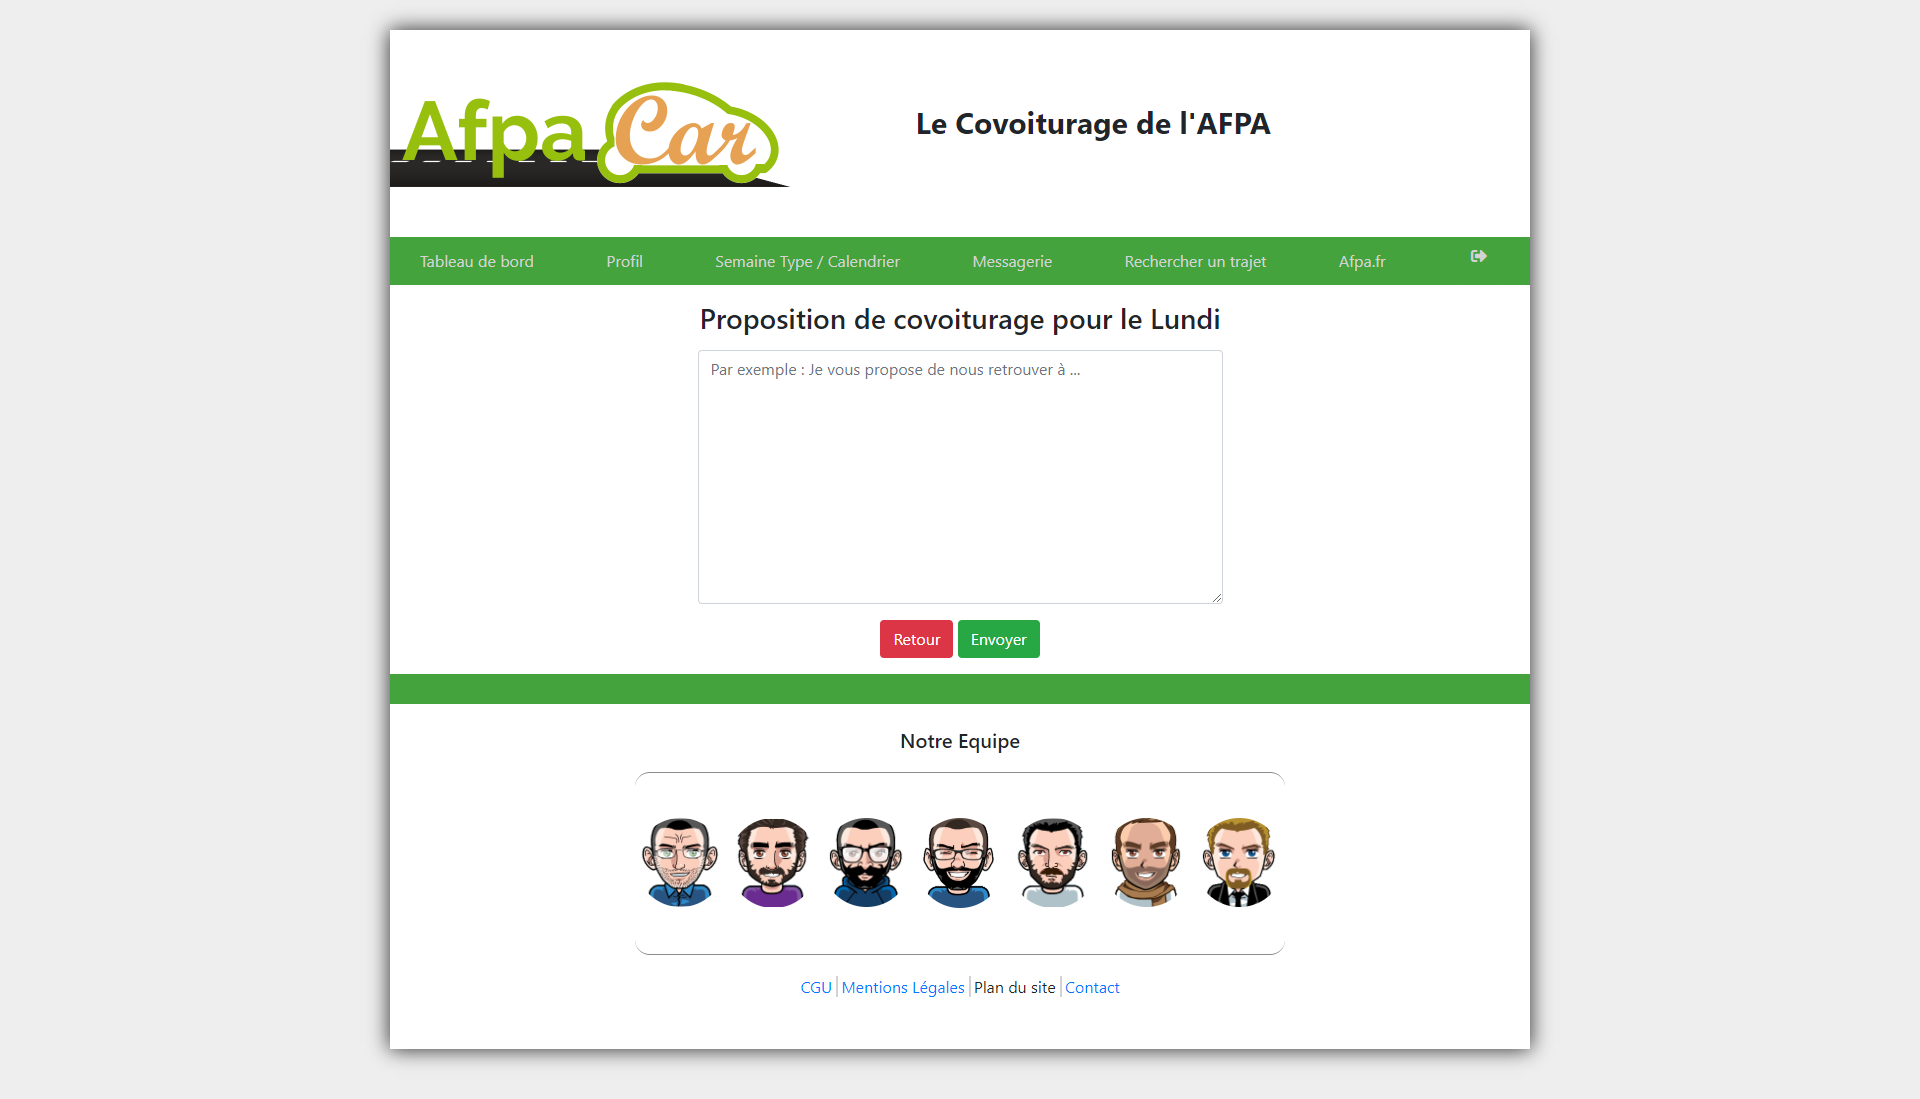 Afpa Car
Le Covoiturage de l'AFPA
Tableau de bord Profil Semaine Type / Calendrier Messagerie Rechercher un trajet Afpa.fr
Proposition de covoiturage pour le Lundi
Par exemple : Je vous propose de nous retrouver à ...
Retour Envoyer
Notre Equipe
CGU Mentions Légales Plan du site Contact